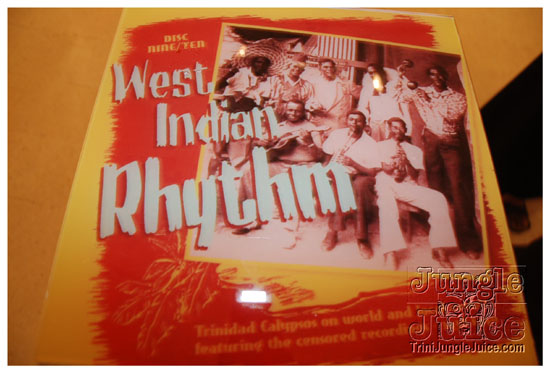 DISC
NINE/TEN
West
Indian
Rhythm
Trinidad Calypsos on world and
featuring the censored recordi
Jungle
Juice
TriniJungleJuice.com